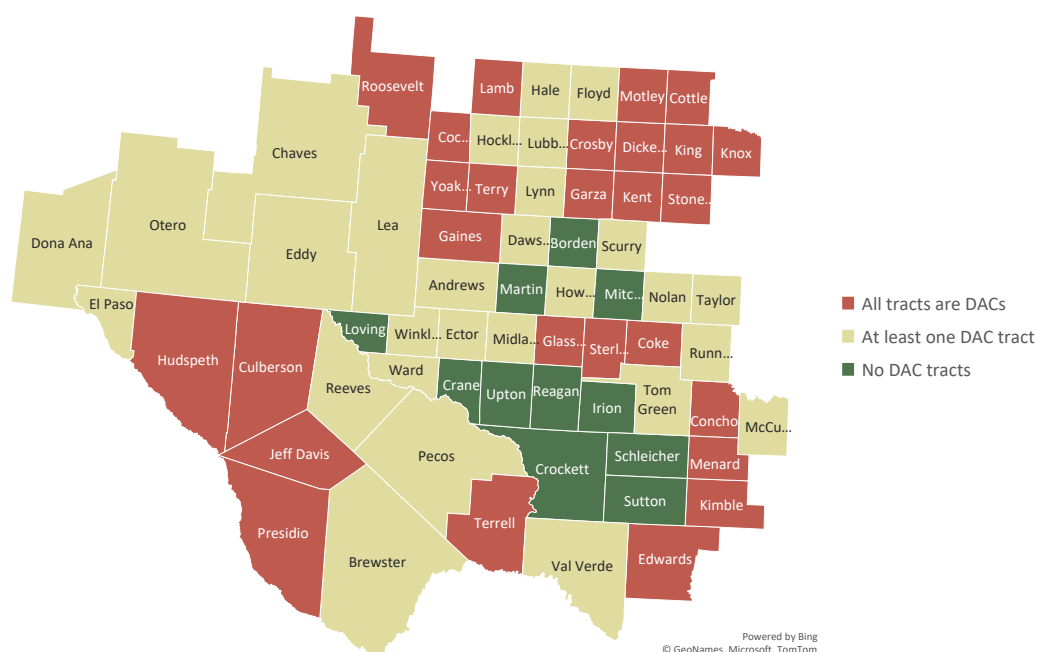 Roosevelt
Lamb
Hale
Floyd
Motley
Cottle
Coc...
Hockl...
Lubb...
Crosby
Dicke...
King
Knox
Chaves
Yoak...
Terry
Lynn
Garza
Kent
Stone...
Dona Ana
Otero
Eddy
Lea
Gaines
Daws...
Borden
Scurry
El Paso
Andrews
Martin
How...
Mitc...
Nolan
Taylor
All tracts are DACs
At least one DAC tract
No DAC tracts
Hudspeth
Culberson
Loving
Winkl...
Ector
Midla...
Glass...
Sterl...
Coke
Runn...
Reeves
Ward
Crane
Upton
Reagan
Irion
Tom
Green
Concho
McCu...
Jeff Davis
Pecos
Crockett
Schleicher
Menard
Sutton
Kimble
Presidio
Terrell
Brewster
Val Verde
Edwards
Powered by Bing
© GeoNames, Microsoft, TomTom